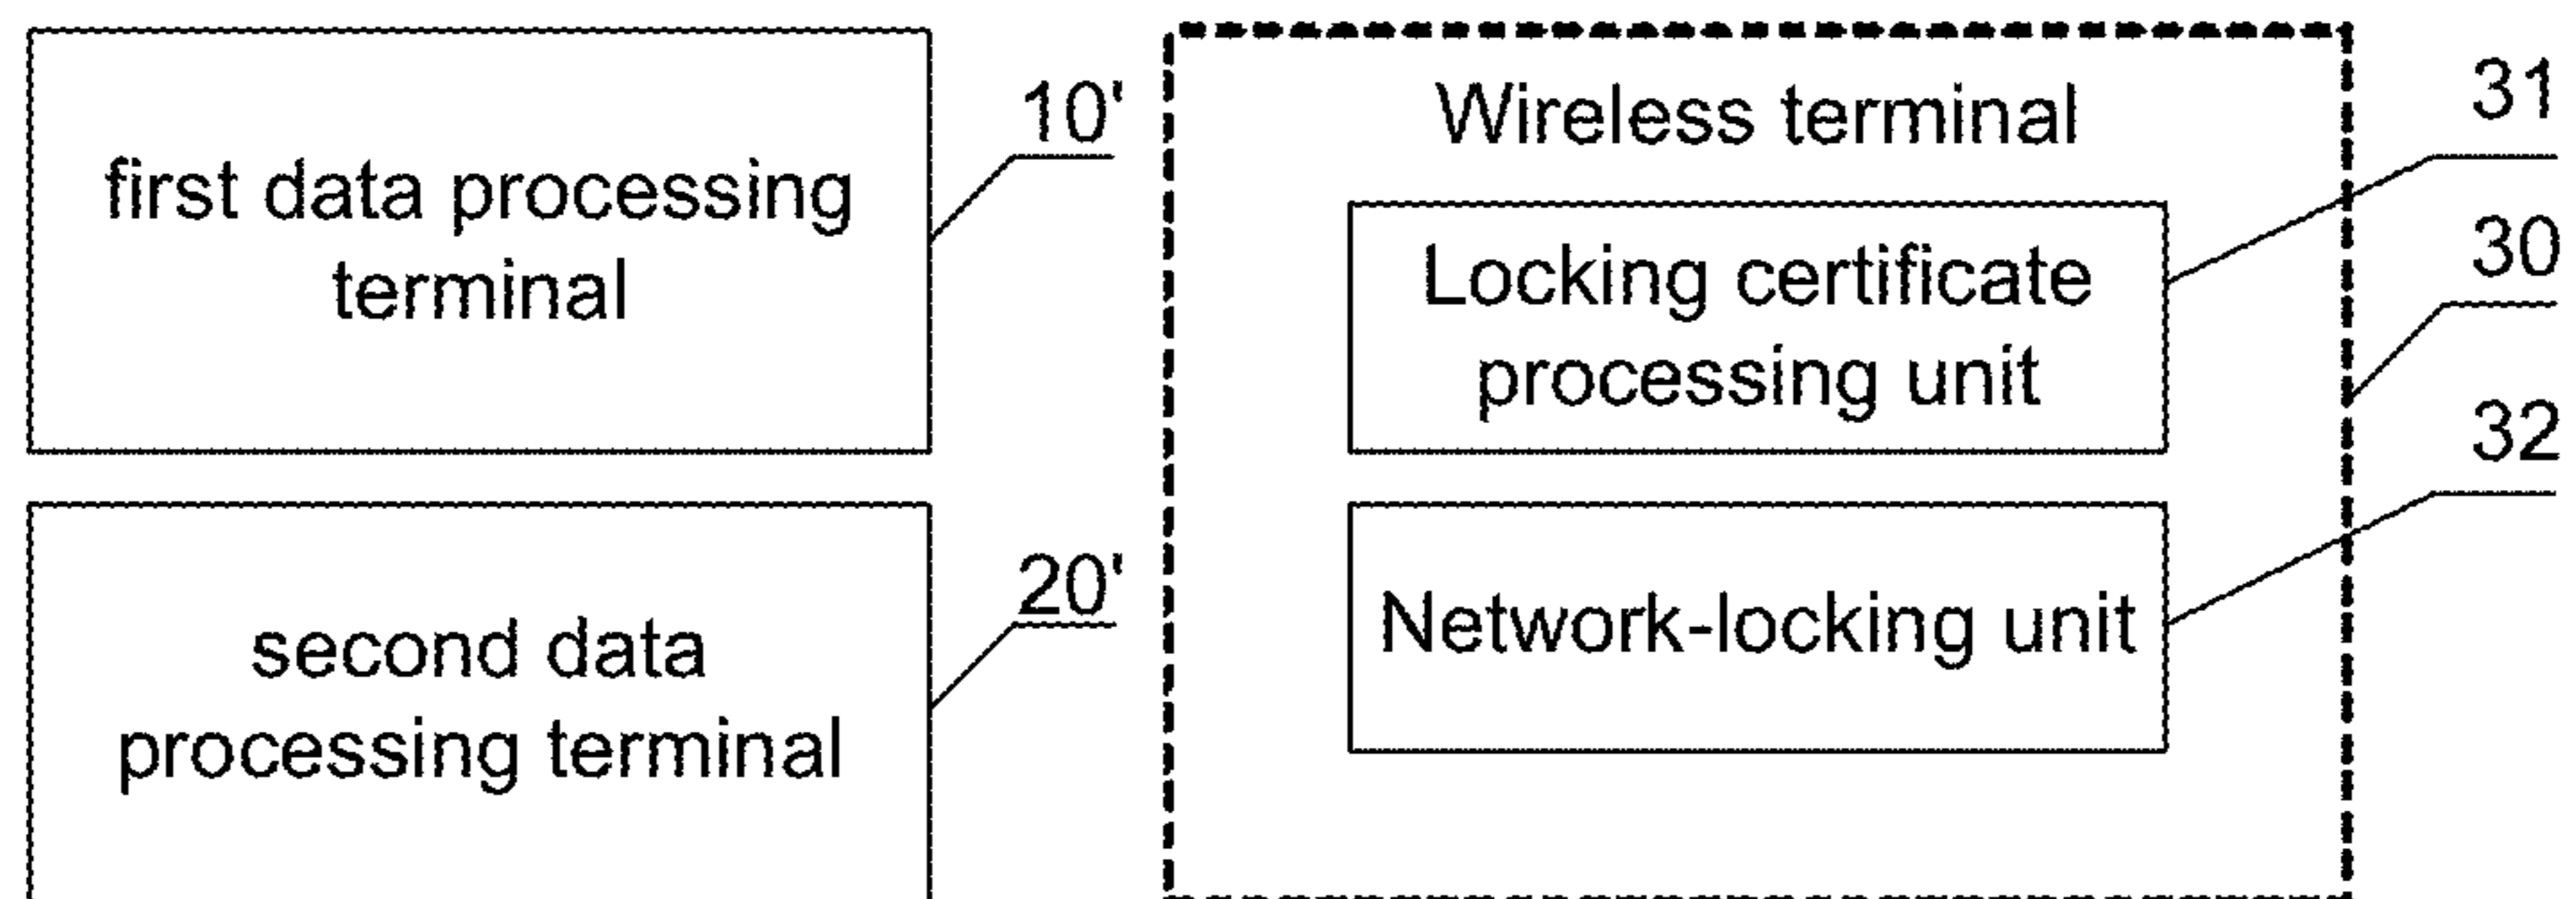 first data processing
terminal
10'
second data
processing terminal
20'
Wireless terminal
Locking certificate
processing unit
Network-locking unit
31
30
32